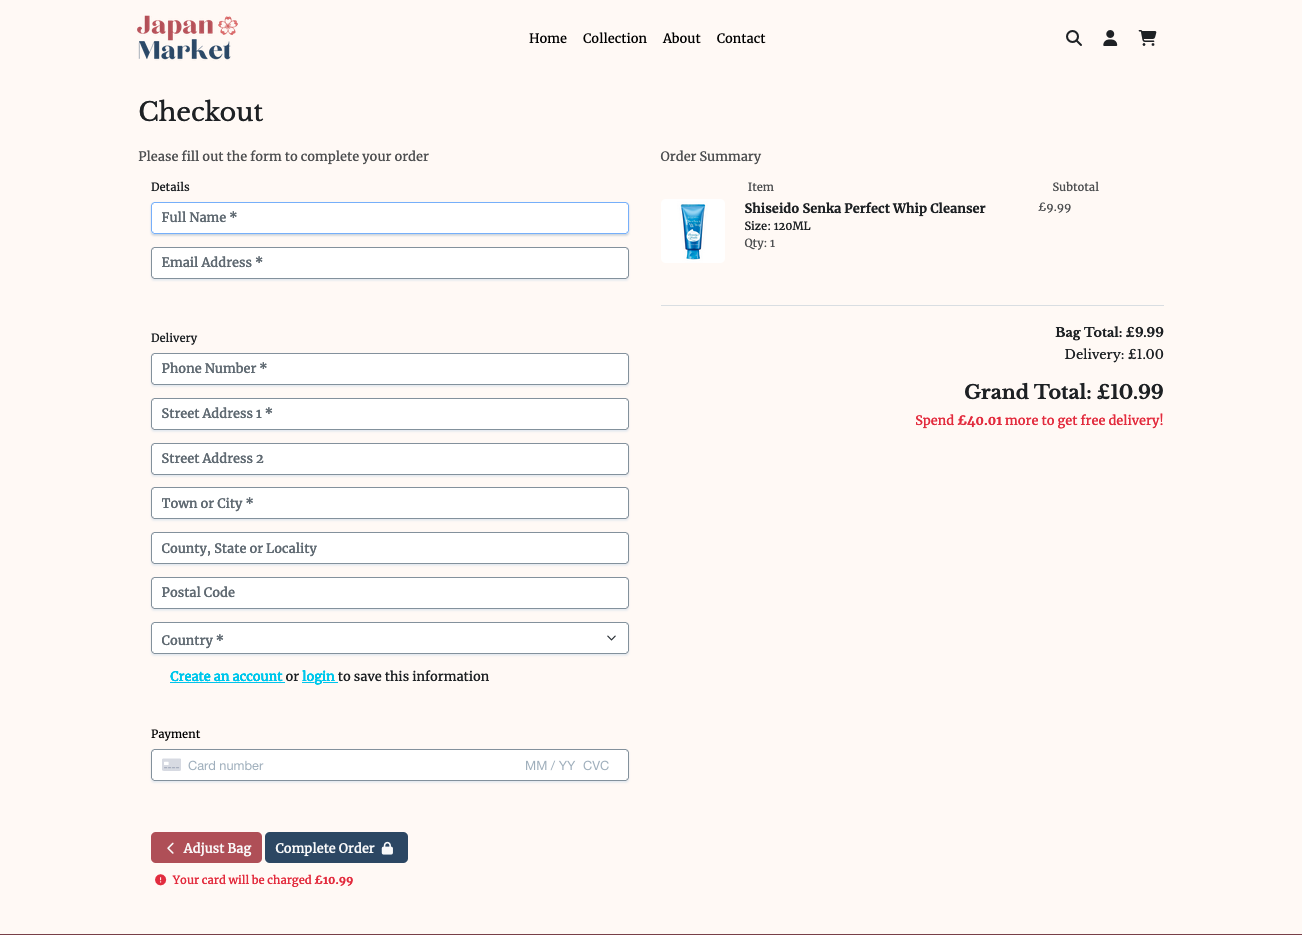 Japan
Market
Home Collection About Contact
Checkout
Please fill out the form to complete your order
Details
Full Name *
Email Address *
Delivery
Phone Number *
Street Address 1 *
Street Address 2
Town or City *
County, State or Locality
Postal Code
Country *
Create an account or login to save this information
Payment
Card number MM / YY CVC
Adjust Bag Complete Order
Your card will be charged £10.99
Order Summary
Item Subtotal
Shiseido Senka Perfect Whip Cleanser £9.99
Size: 120ML
Qty: 1
Bag Total: £9.99
Delivery: £1.00
Grand Total: £10.99
Spend £40.01 more to get free delivery!